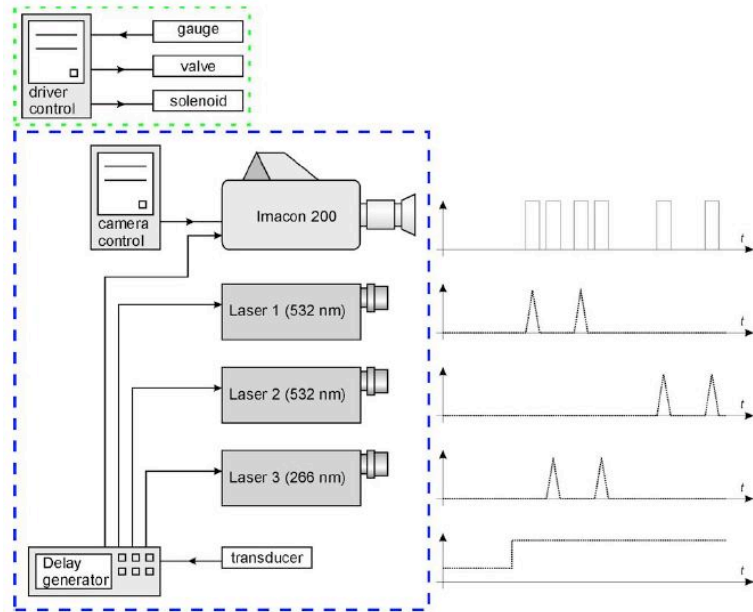 gauge
valve
solenoid
driver
control
Imacon 200
camera
control
t
Laser 1 (532 nm)
t
Laser 2 (532 nm)
t
Laser 3 (266 nm)
t
Delay
generator
transducer
t